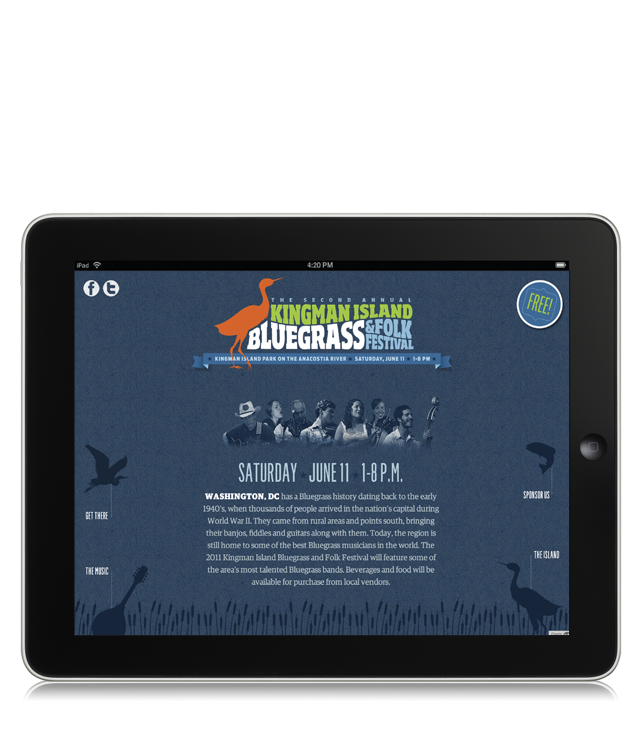 iPad
4:20 PM
FREE!
THE SECOND ANNUAL
KINGMAN ISLAND
BLUEGRASS
& FOLK
FESTIVAL
KINGMAN ISLAND PARK ON THE ANACOSTIA RIVER ★ SATURDAY, JUNE 11 ★ 1-8 PM
SATURDAY ★ JUNE 11 ★ 1-8 P.M.
WASHINGTON, DC has a Bluegrass history dating back to the early
1940's, when thousands of people arrived in the nation's capital during
World War II. They came from rural areas and points south, bringing
their banjos, fiddles and guitars along with them. Today, the region is
still home to some of the best Bluegrass musicians in the world. The
2011 Kingman Island Bluegrass and Folk Festival will feature some of
the area's most talented Bluegrass bands. Beverages and food will be
available for purchase from local vendors.
GET THERE
THE MUSIC
SPONSOR US
THE ISLAND